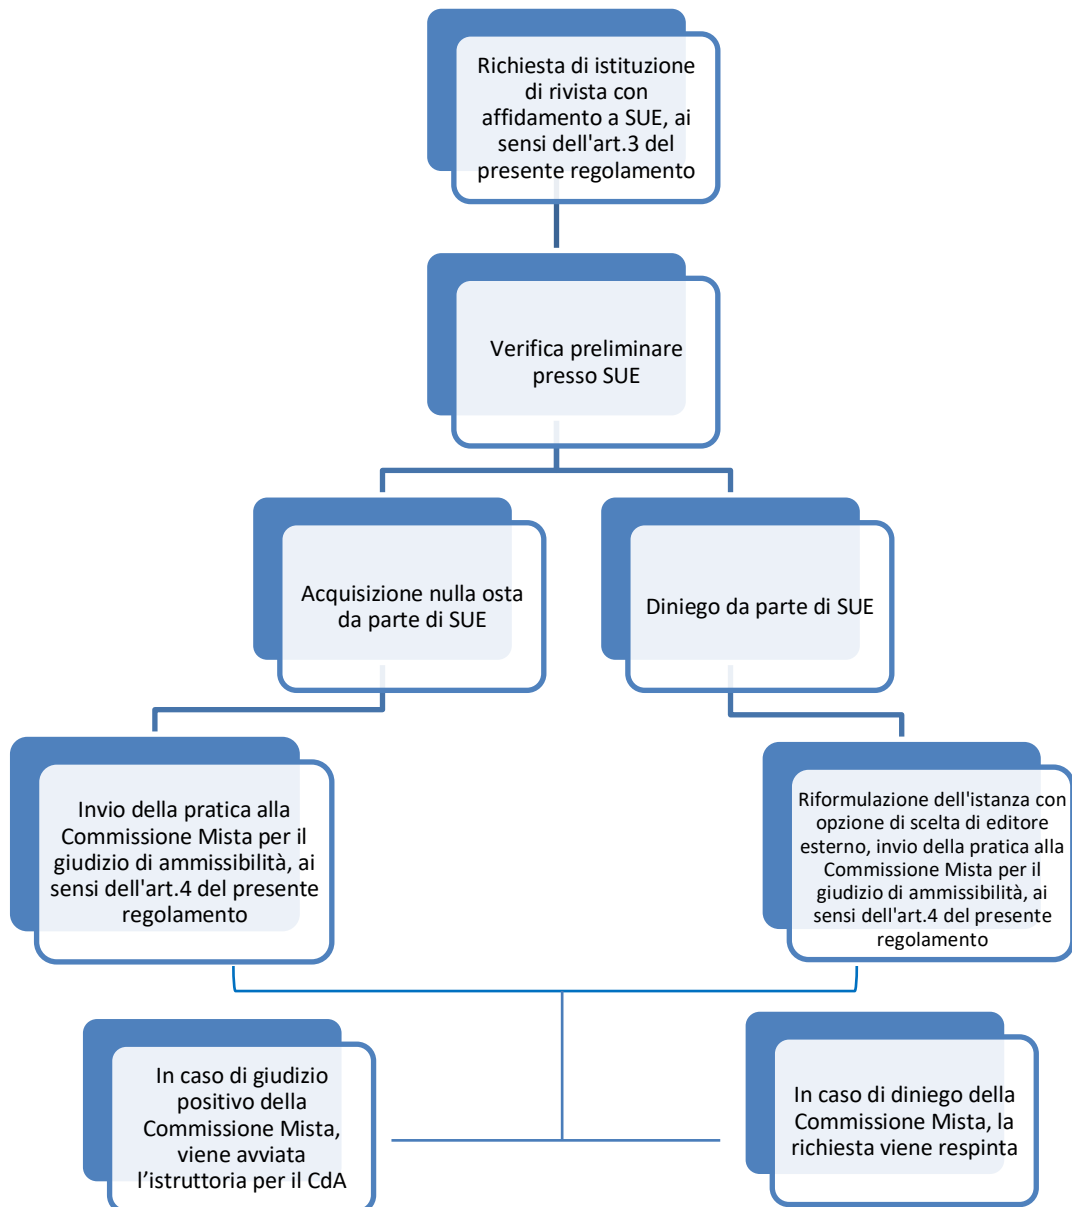 Richiesta di istituzione
di rivista con
affidamento a SUE, ai
sensi dell'art.3 del
presente regolamento
Verifica preliminare
presso SUE
Acquisizione nulla osta
da parte di SUE
Diniego da parte di SUE
Invio della pratica alla
Commissione Mista per il
giudizio di ammissibilità, ai
sensi dell'art.4 del presente
regolamento
Riformulazione dell'istanza con
opzione di scelta di editore
esterno, invio della pratica alla
Commissione Mista per il
giudizio di ammissibilità, ai
sensi dell'art.4 del presente
regolamento
In caso di giudizio
positivo della
Commissione Mista,
viene avviata
l’istruttoria per il CdA
In caso di diniego della
Commissione Mista, la
richiesta viene respinta